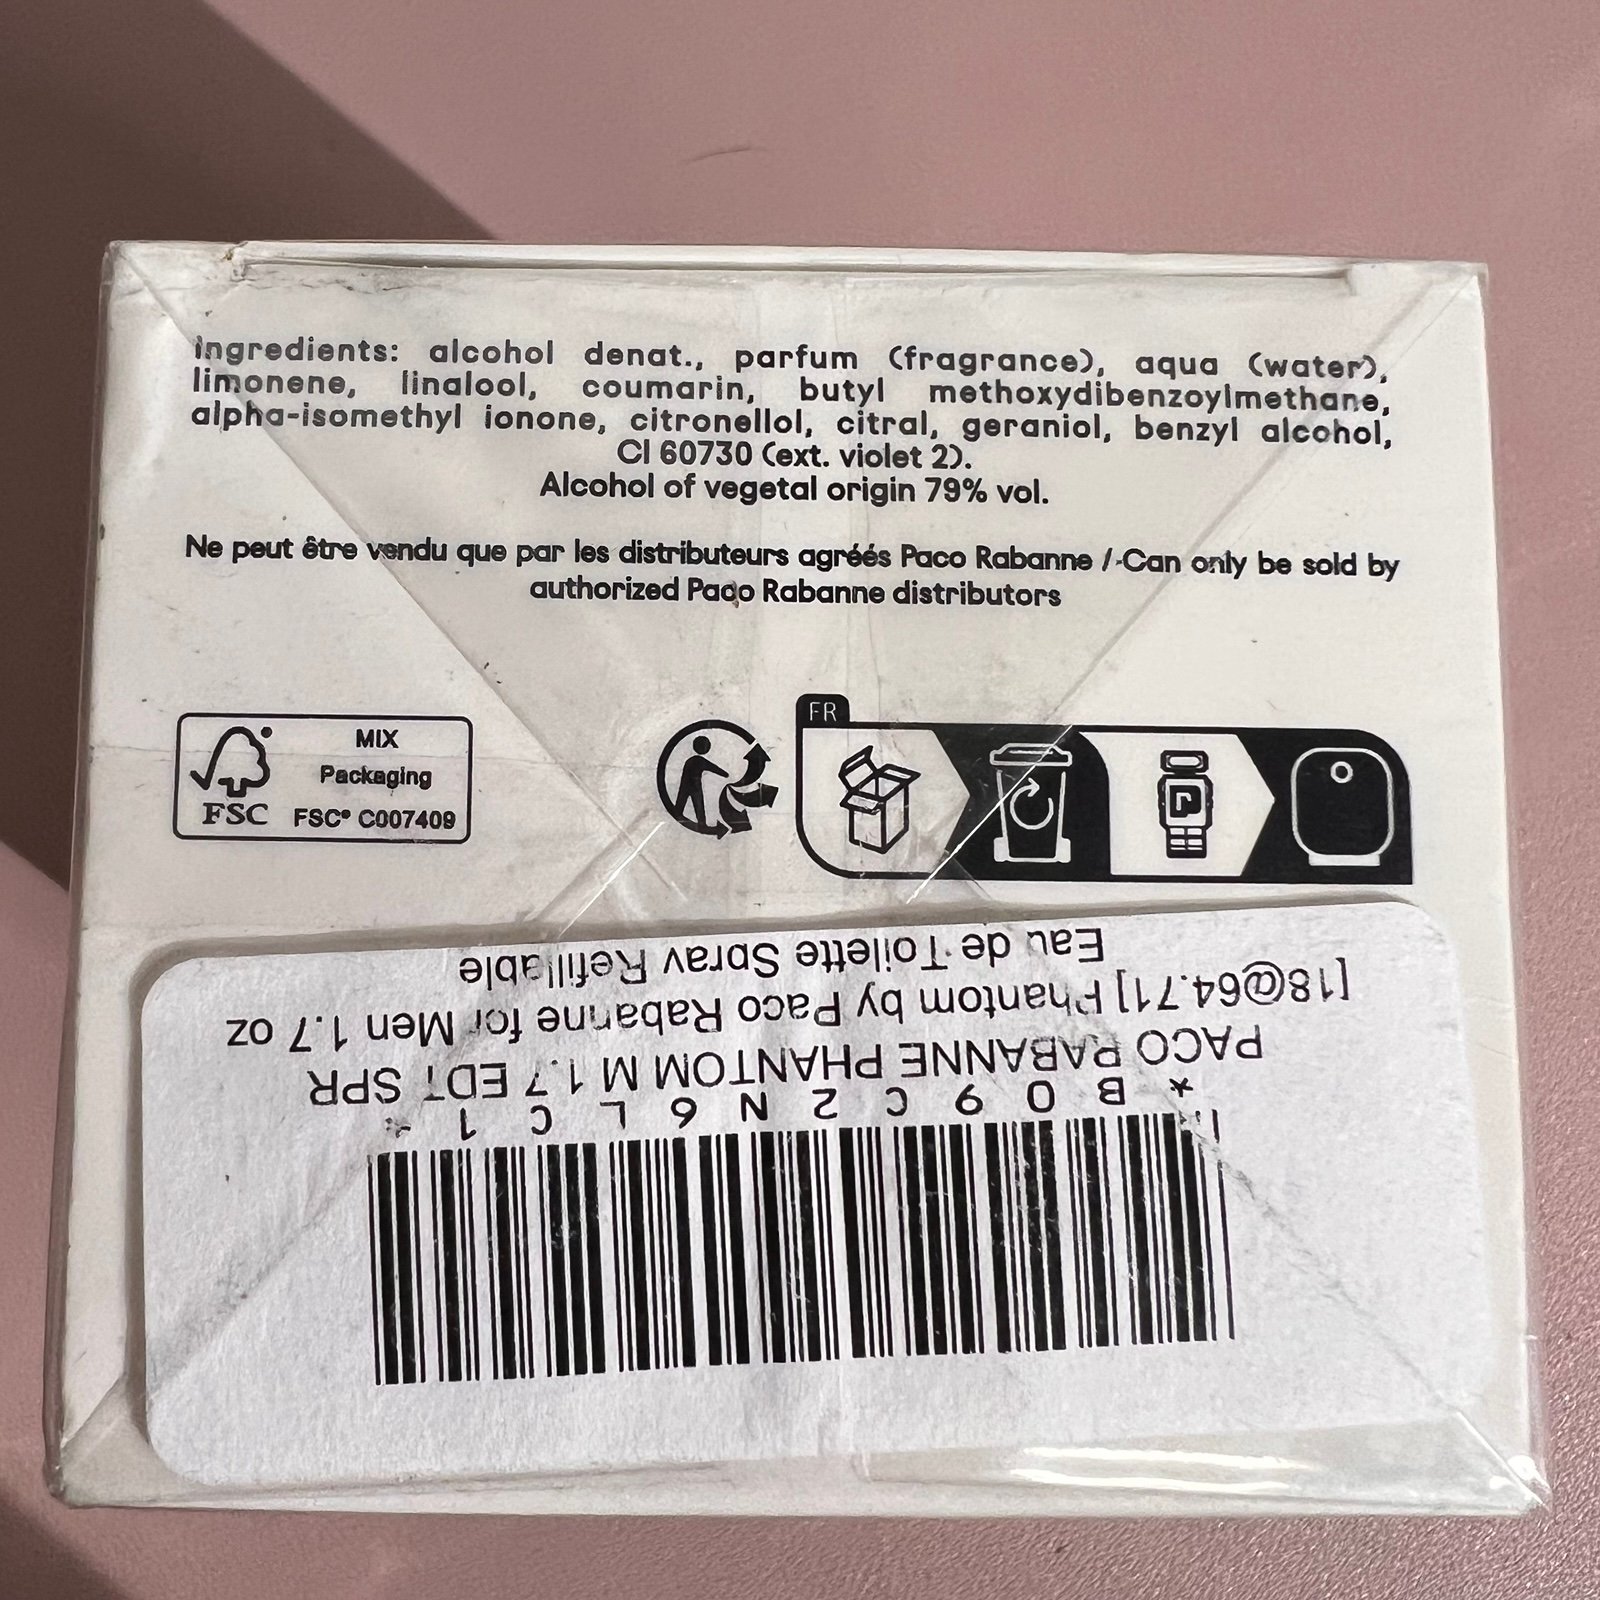 Ingredients: alcohol denat., parfum (fragrance), aqua (water),
limonene, linalool, coumarin, butyl methoxydibenzoylmethane,
alpha-isomethyl ionone, citronellol, citral, geraniol, benzyl alcohol,
CI 60730 (ext. violet 2).
Alcohol of vegetal origin 79% vol.
Ne peut être vendu que par les distributeurs agréés Paco Rabanne / Can only be sold by
authorized Paco Rabanne distributors
MIX
Packaging
FSC
FSC® C007409
FR
* B 0 9 C 2 N 6 L C 1 *
PACO RABANNE PHANTOM M 1.7 EDT SPR
[18@64.71] Phantom by Paco Rabanne for Men 1.7 oz
Eau de Toilette Spray Refillable